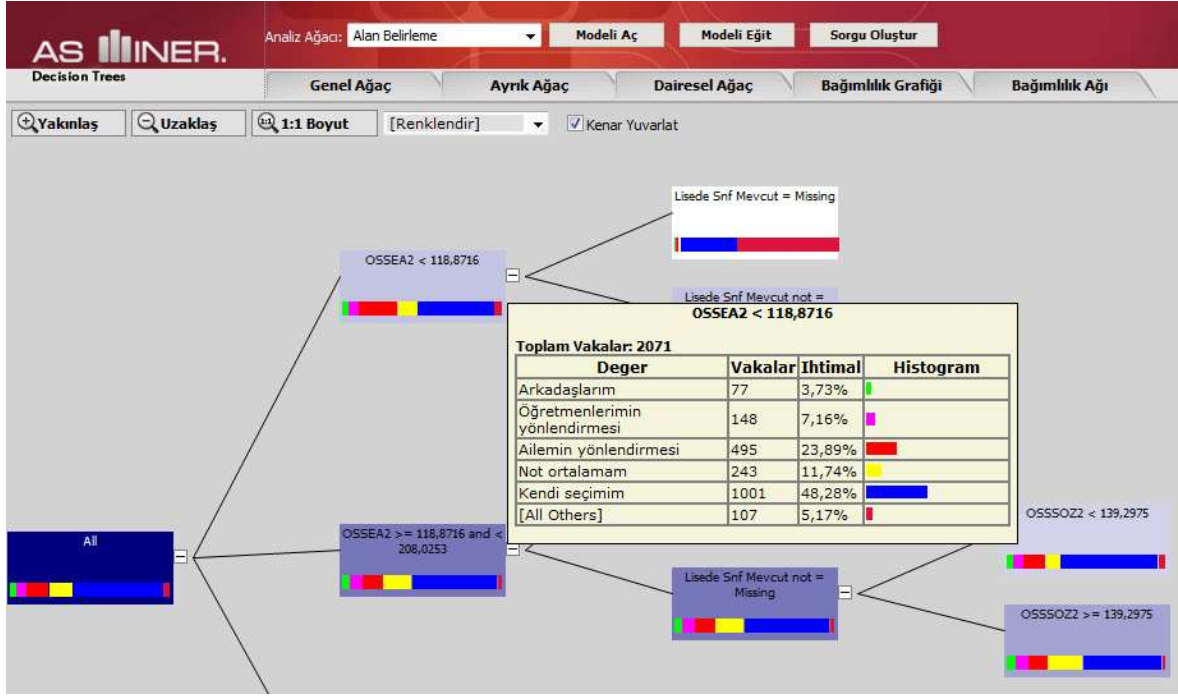 AS MINER.
Decision Trees
Analiz Ağacı: Alan Belirleme Modeli Aç Modeli Eğit Sorgu Oluştur
Genel Ağaç Ayrık Ağaç Dairesel Ağaç Bağımlılık Grafiği Bağımlılık Ağı
Yakınlaş Uzaklaş 1:1 1:1 Boyut [Renklendir] Kenar Yuvarlat
Lisede Snf Mevcut = Missing
OSSEA2 < 118,8716
Lisede Snf Mevcut not =
OSSEA2 < 118,8716
Toplam Vakalar: 2071
Deger Vakalar Ihtimal Histogram
Arkadaşlarım 77 3,73%
Öğretmenlerimin
yönlendirmesi 148 7,16%
Ailemin yönlendirmesi 495 23,89%
Not ortalamam 243 11,74%
Kendi seçimim 1001 48,28%
[All Others] 107 5,17%
All
OSSEA2 >= 118,8716 and <
208,0253
Lisede Snf Mevcut not =
Missing
OSSSOZ2 < 139,2975
OSSSOZ2 >= 139,2975